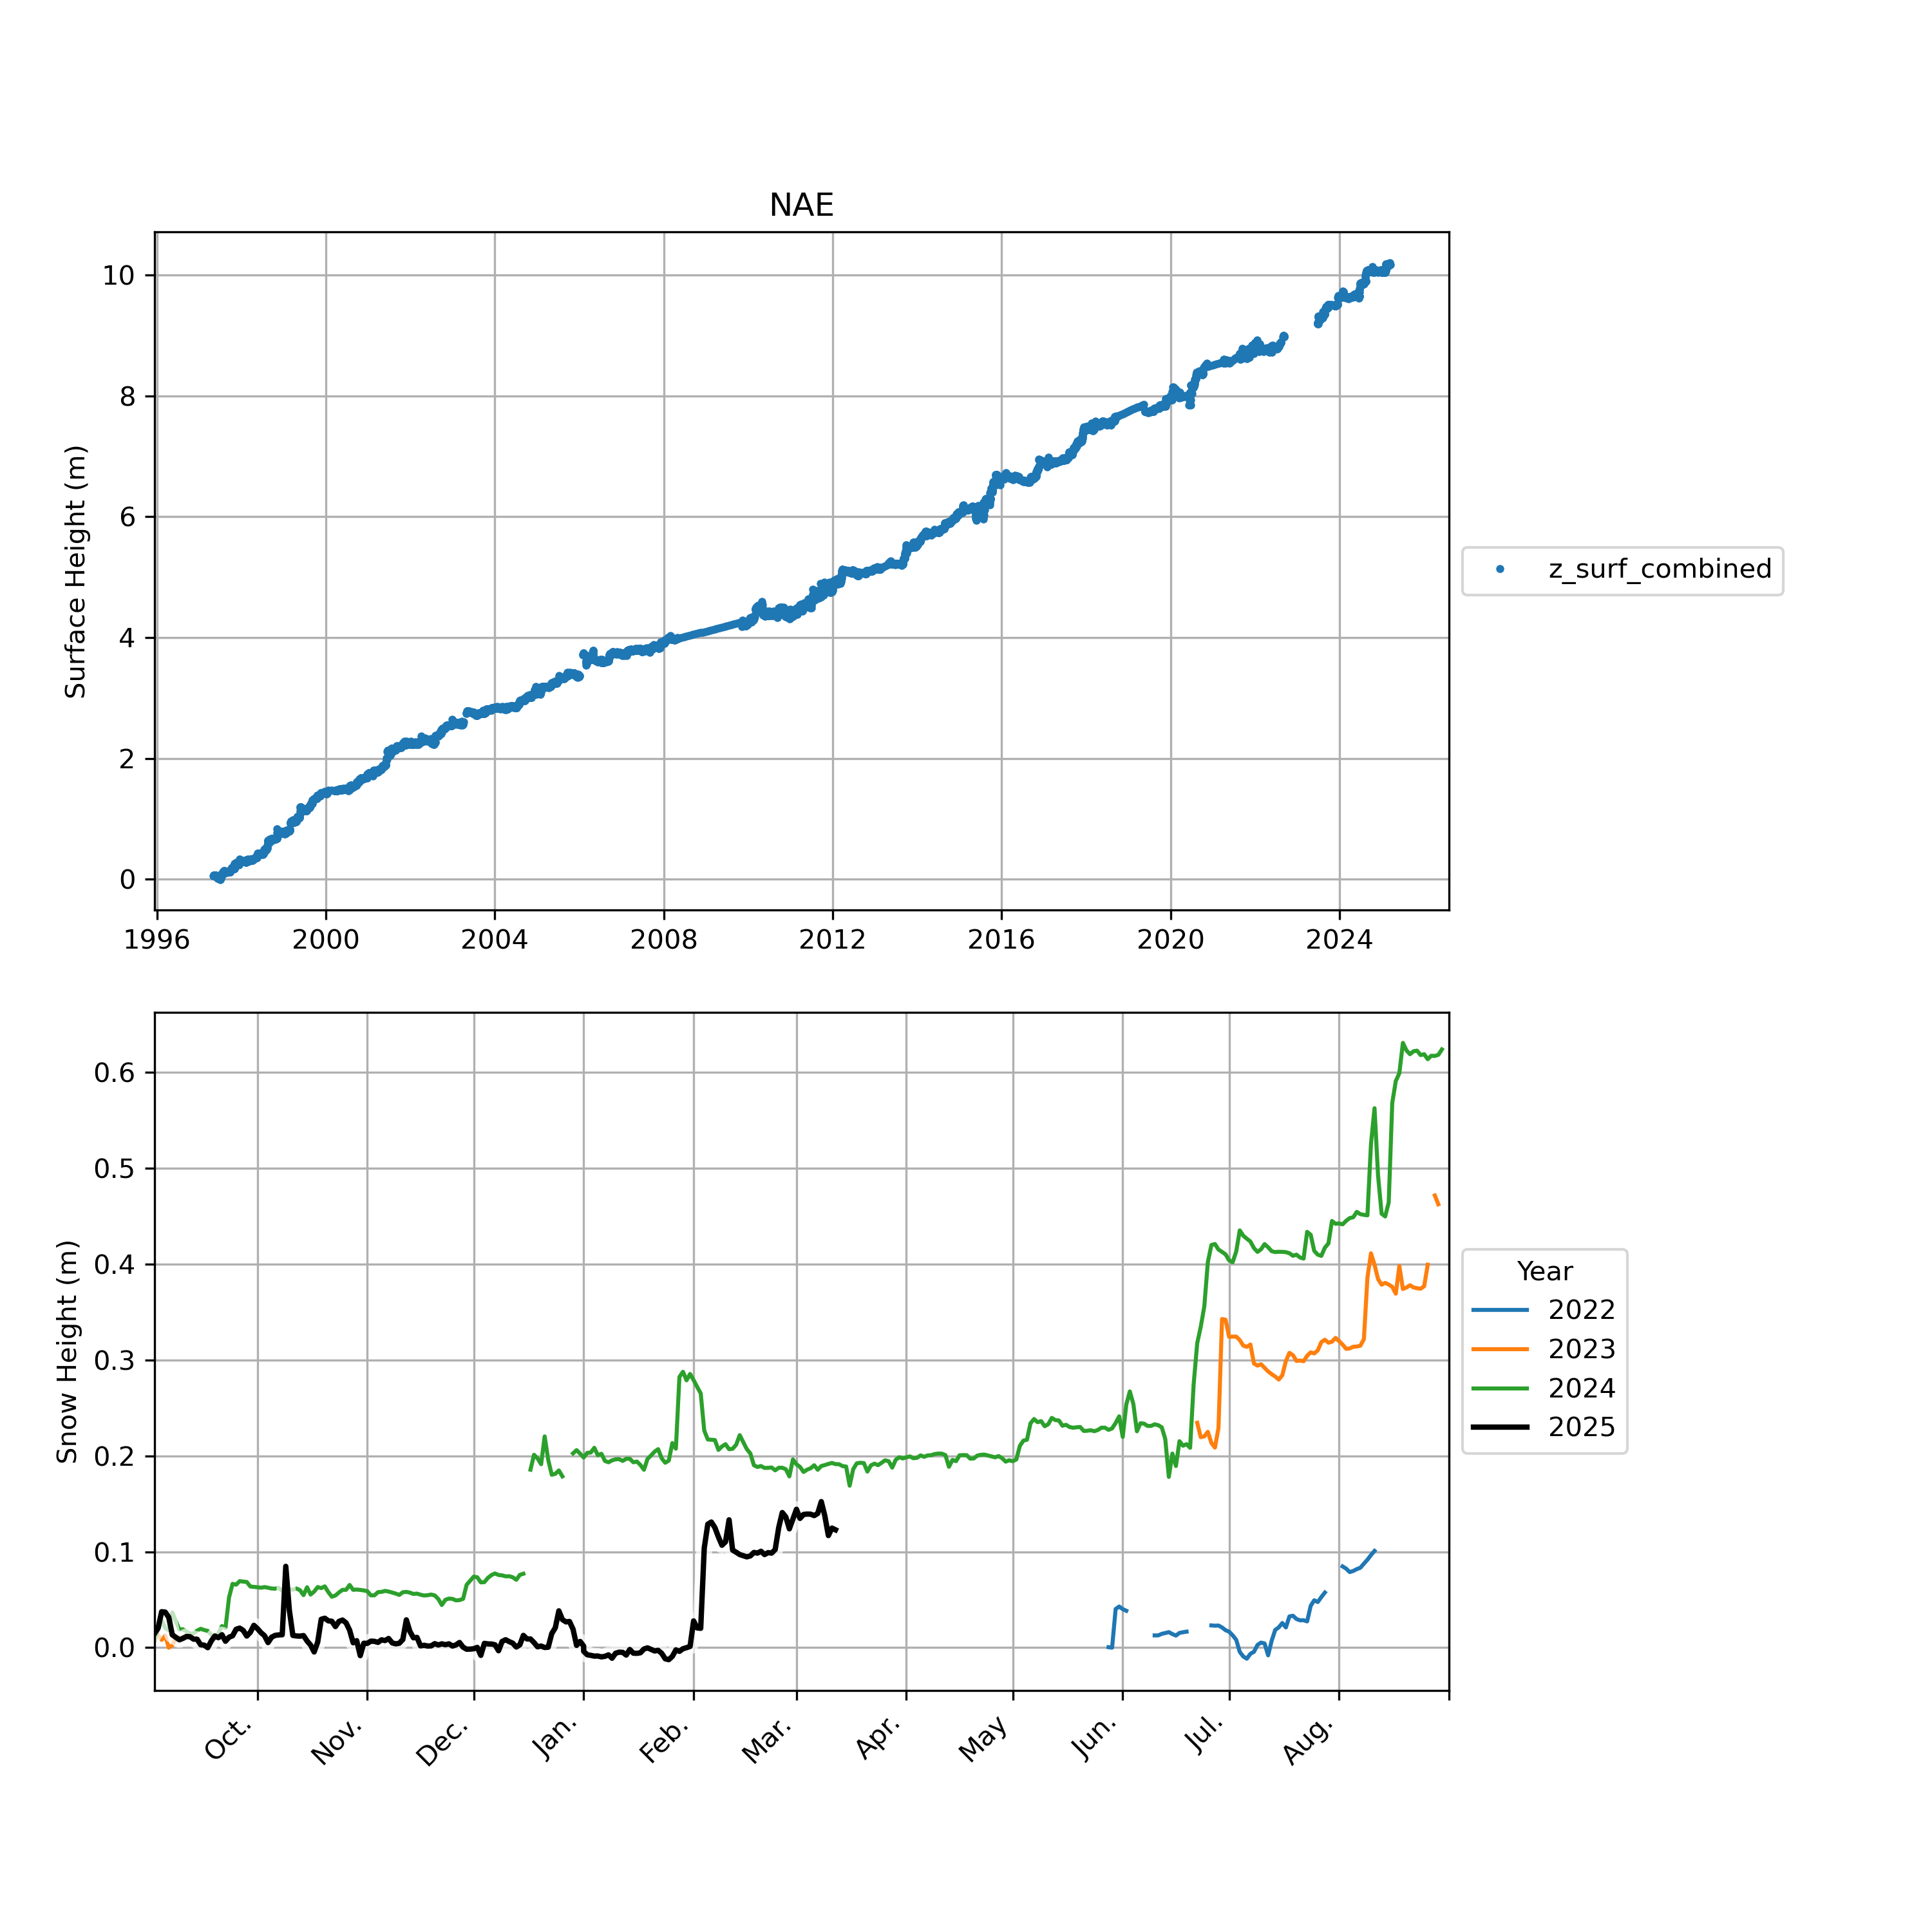 NAE
Surface Height (m)
10
8
6
4
2
0
1996 2000 2004 2008 2012 2016 2020 2024
z_surf_combined
Snow Height (m)
0.6
0.5
0.4
0.3
0.2
0.1
0.0
Oct. Nov. Dec. Jan. Feb. Mar. Apr. May Jun. Jul. Aug.
Year
2022
2023
2024
2025